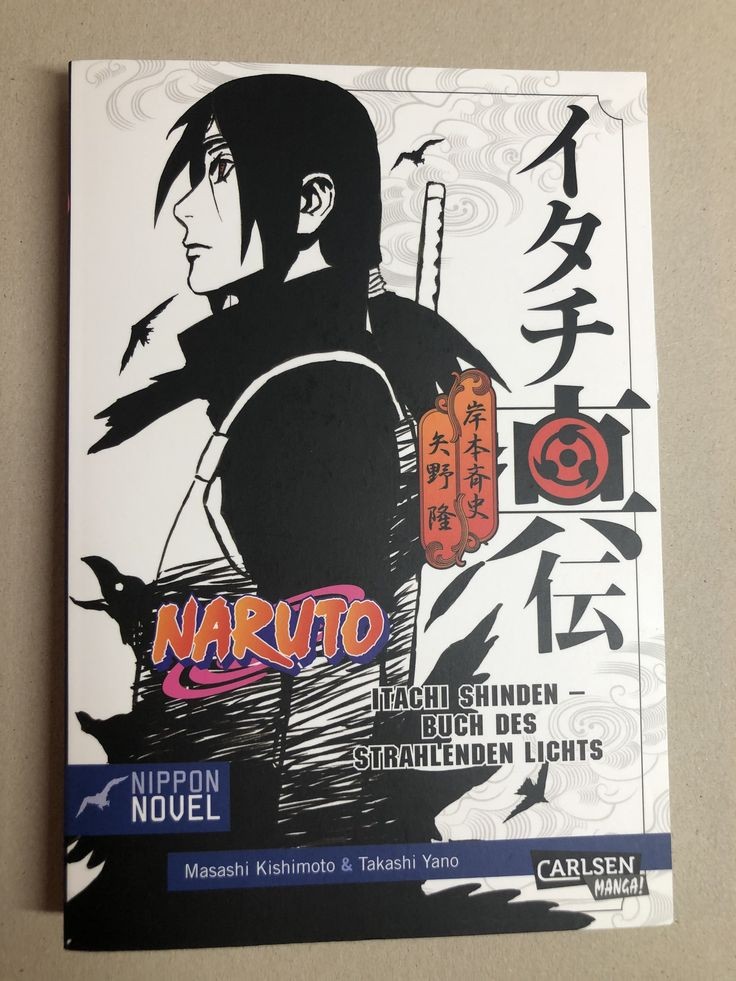 イタチ真伝
岸本斉史
矢野隆
NARUTO
ITACHI SHINDEN –
BUCH DES
STRAHLENDEN LICHTS
NIPPON
NOVEL
Masashi Kishimoto & Takashi Yano
CARLSEN
MANGA!